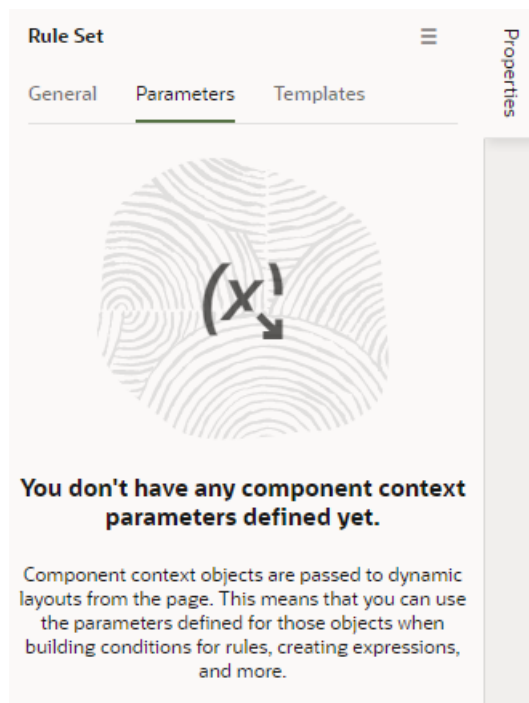 Rule Set
Properties
General Parameters Templates
(x)
You don't have any component context
parameters defined yet.
Component context objects are passed to dynamic
layouts from the page. This means that you can use
the parameters defined for those objects when
building conditions for rules, creating expressions,
and more.